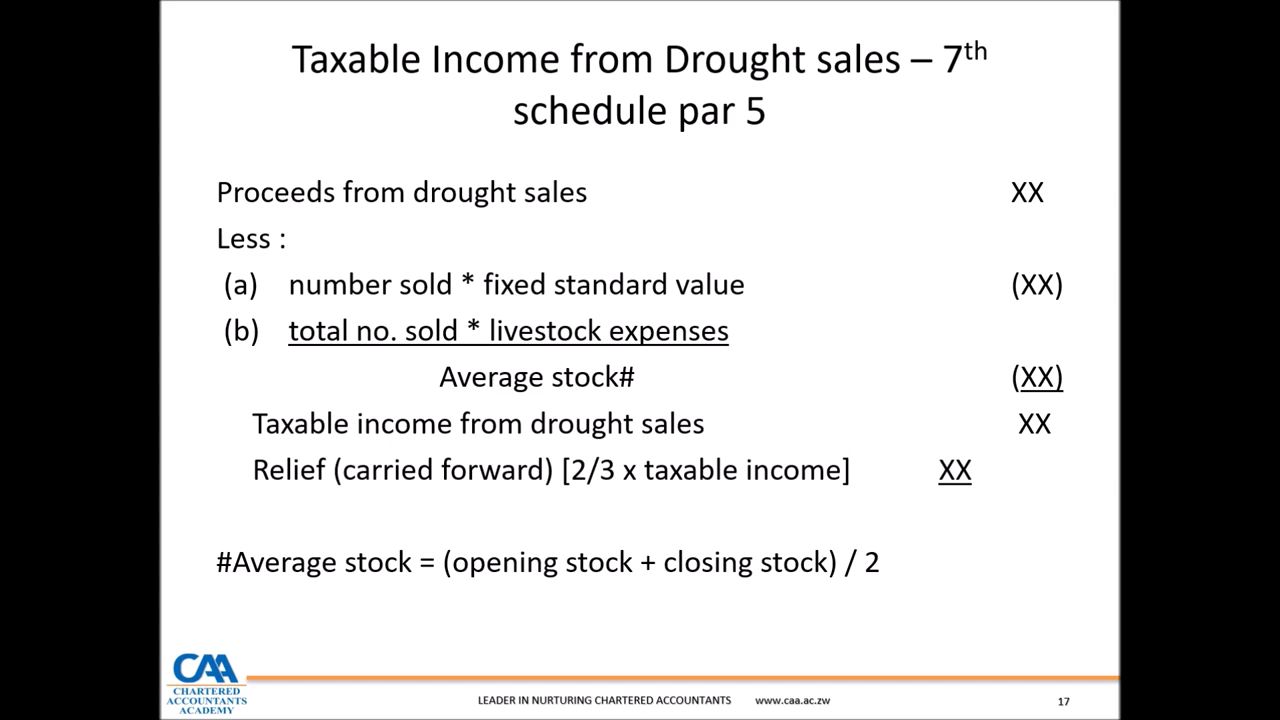 Taxable Income from Drought sales – 7th
schedule par 5
Proceeds from drought sales XX
Less :
(a) number sold * fixed standard value (XX)
(b) total no. sold * livestock expenses
Average stock# (XX)
Taxable income from drought sales XX
Relief (carried forward) [2/3 x taxable income] XX
#Average stock = (opening stock + closing stock) / 2
CAA
CHARTERED
ACCOUNTANTS
ACADEMY
LEADER IN NURTURING CHARTERED ACCOUNTANTS www.caa.ac.zw 17